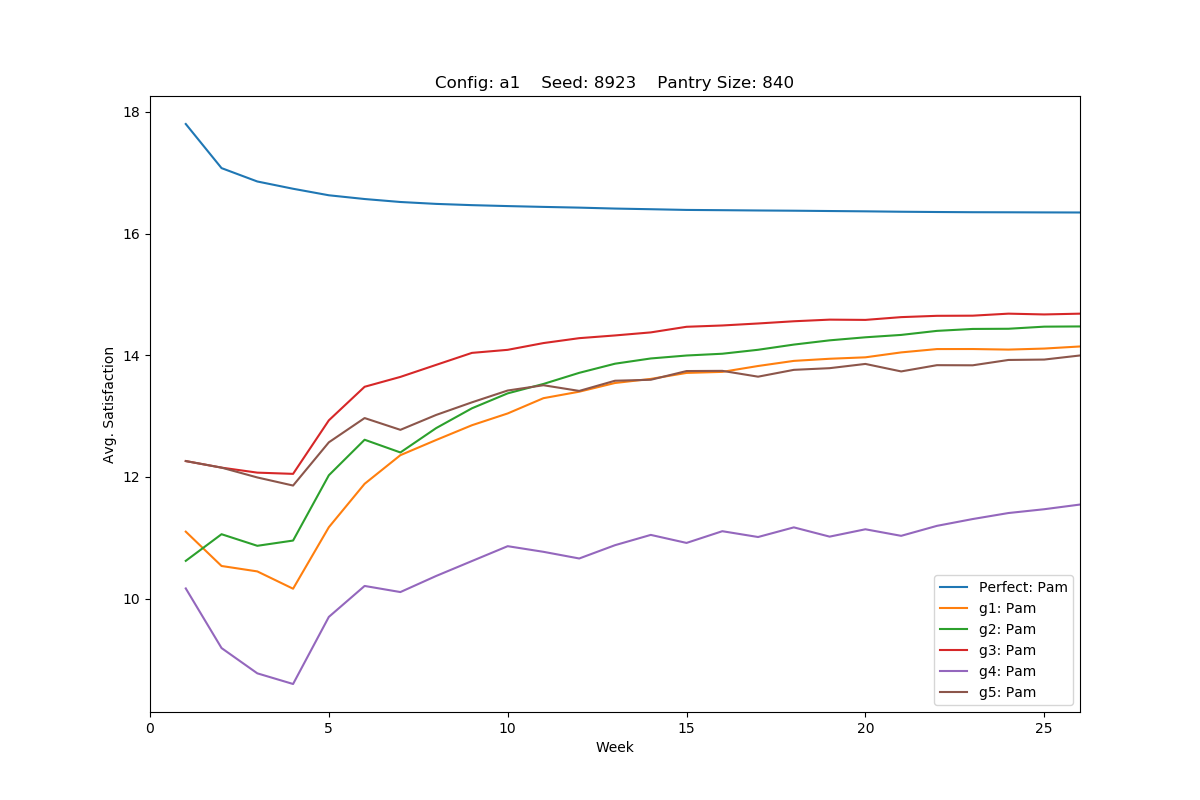 Config: a1    Seed: 8923    Pantry Size: 840
18
16
14
12
10
Avg. Satisfaction
Perfect: Pam
g1: Pam
g2: Pam
g3: Pam
g4: Pam
g5: Pam
0 5 10 15 20 25
Week